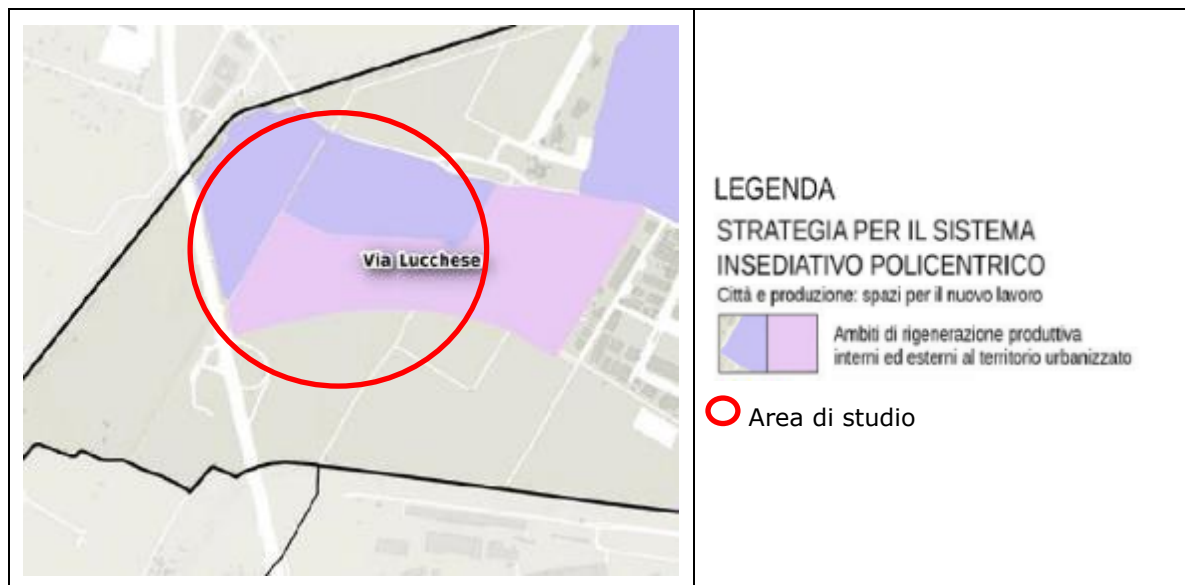 Via Lucchese
LEGENDA
STRATEGIA PER IL SISTEMA
INSEDIATIVO POLICENTRICO
Città e produzione: spazi per il nuovo lavoro
Ambiti di rigenerazione produttiva
interni ed esterni al territorio urbanizzato
Area di studio